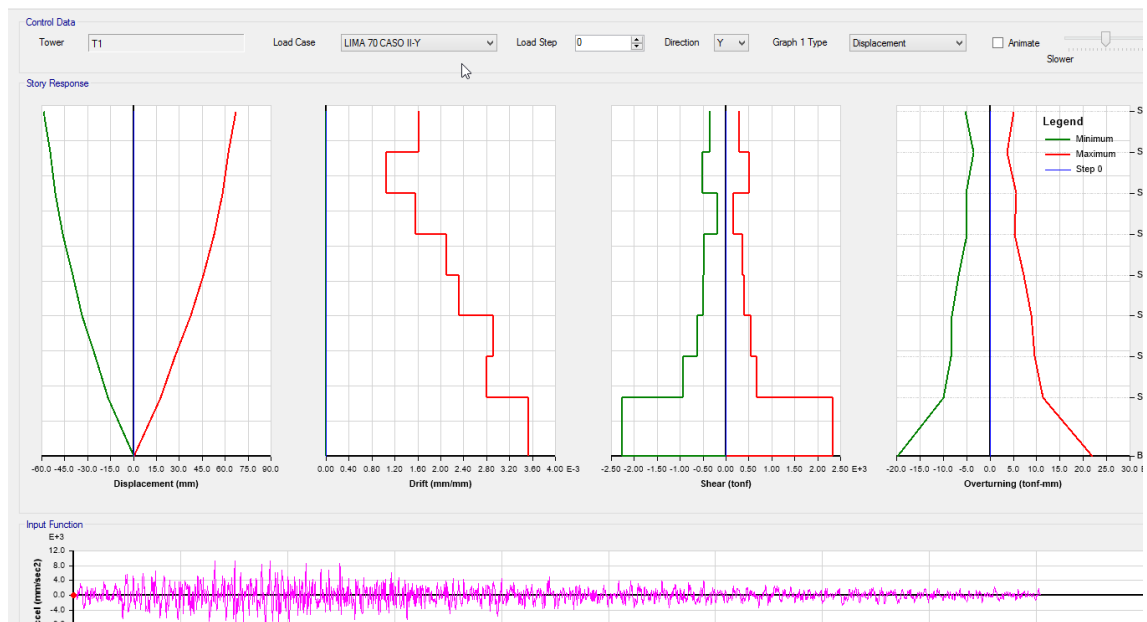 Control Data
Tower T1 Load Case LIMA 70 CASO II-Y Load Step 0 Direction Y Graph 1 Type Displacement Animate
Slower
Story Response
Legend
Minimum
Maximum
Step 0
S
S
S
S
S
S
S
S
B
-60.0 -45.0 -30.0 -15.0 0.0 15.0 30.0 45.0 60.0 75.0 90.0
0.00 0.40 0.80 1.20 1.60 2.00 2.40 2.80 3.20 3.60 4.00 E-3
-2.50 -2.00 -1.50 -1.00 -0.50 0.00 0.50 1.00 1.50 2.00 2.50 E+3
-20.0 -15.0 -10.0 -5.0 0.0 5.0 10.0 15.0 20.0 25.0 30.0
Displacement (mm) Drift (mm/mm) Shear (tonf) Overturning (tonf-mm)
Input Function
E+3
12.0
8.0
4.0
0.0
-4.0
ccel (mm/sec2)